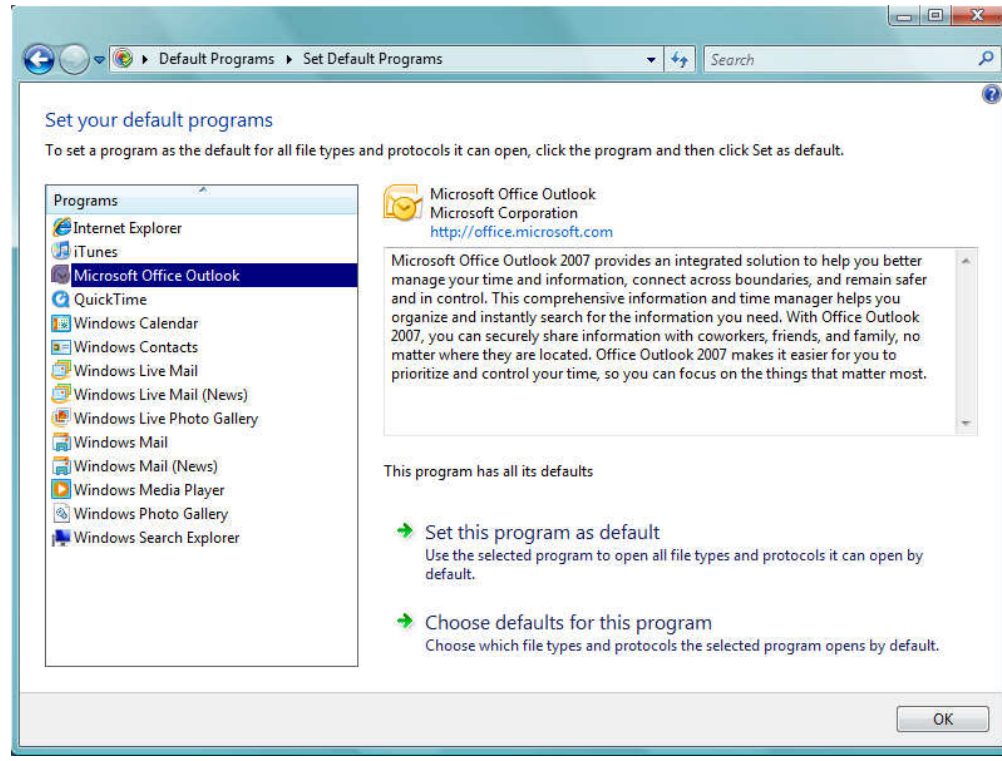 Default Programs Set Default Programs
Search
Set your default programs
To set a program as the default for all file types and protocols it can open, click the program and then click Set as default.
Programs
Internet Explorer
iTunes
Microsoft Office Outlook
QuickTime
Windows Calendar
Windows Contacts
Windows Live Mail
Windows Live Mail (News)
Windows Live Photo Gallery
Windows Mail
Windows Mail (News)
Windows Media Player
Windows Photo Gallery
Windows Search Explorer
Microsoft Office Outlook
Microsoft Corporation
http://office.microsoft.com
Microsoft Office Outlook 2007 provides an integrated solution to help you better
manage your time and information, connect across boundaries, and remain safer
and in control. This comprehensive information and time manager helps you
organize and instantly search for the information you need. With Office Outlook
2007, you can securely share information with coworkers, friends, and family, no
matter where they are located. Office Outlook 2007 makes it easier for you to
prioritize and control your time, so you can focus on the things that matter most.
This program has all its defaults
Set this program as default
Use the selected program to open all file types and protocols it can open by
default.
Choose defaults for this program
Choose which file types and protocols the selected program opens by default.
OK